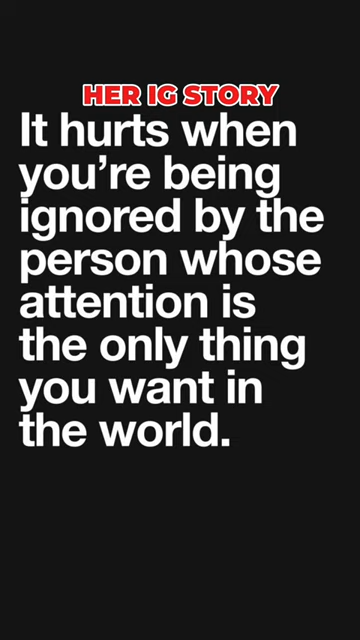 HER IG STORY
It hurts when
you’re being
ignored by the
person whose
attention is
the only thing
you want in
the world.